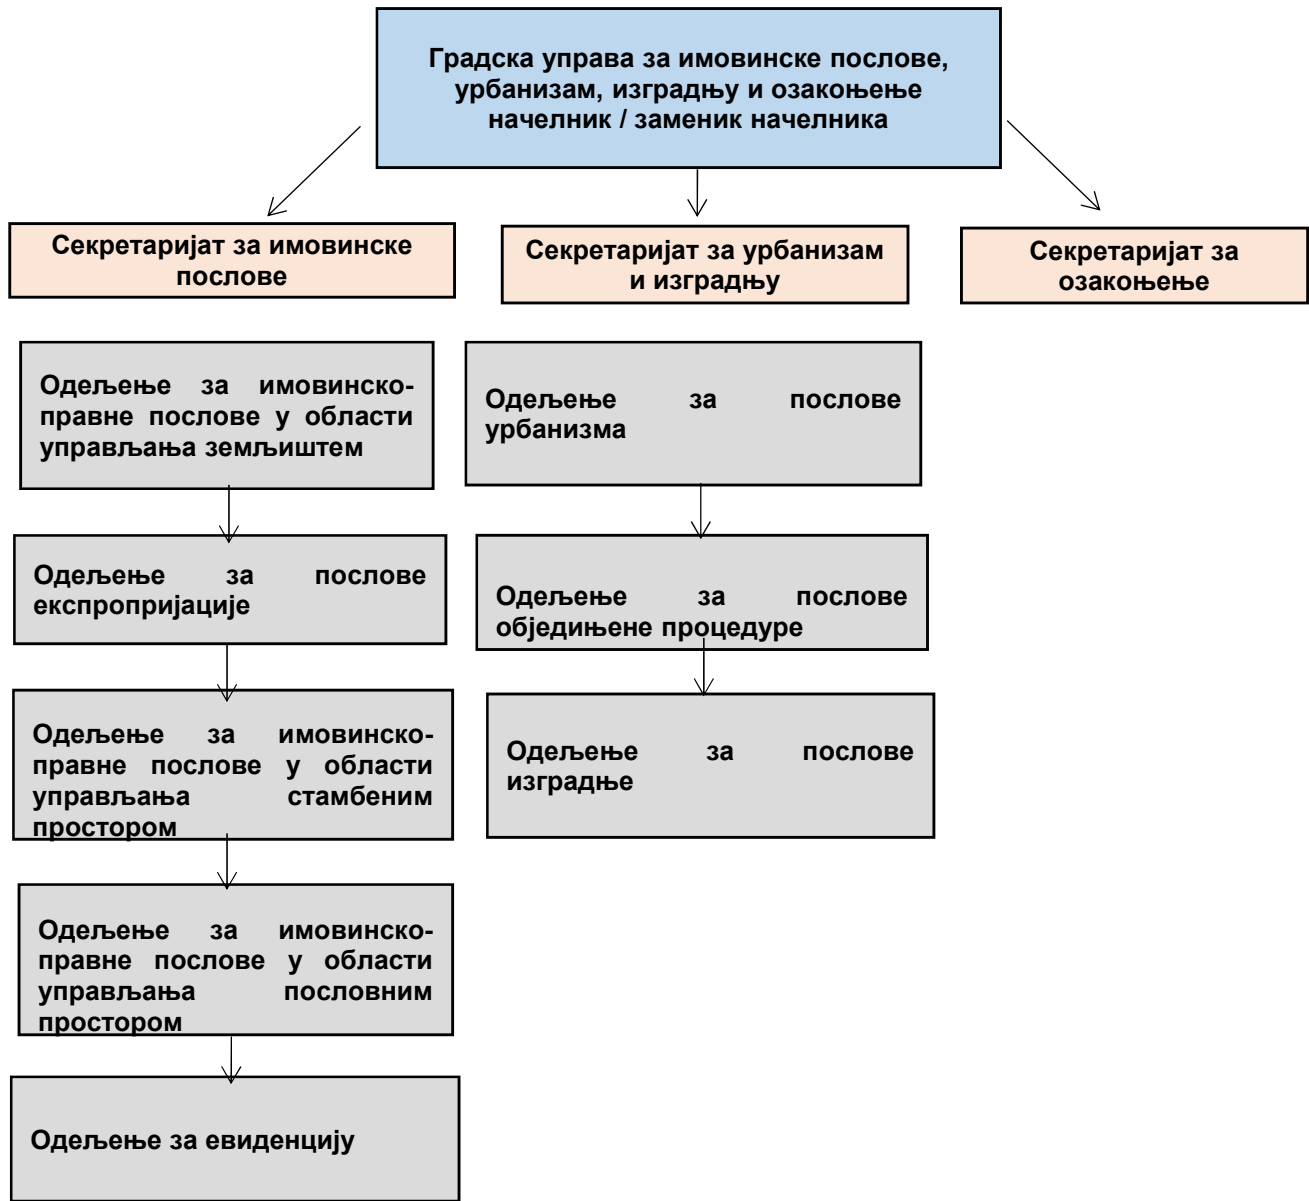 Градска управа за имовинске послове,
урбанизам, изградњу и озакоњење
начелник / заменик начелника
Секретаријат за имовинске
послове
Секретаријат за урбанизам
и изградњу
Секретаријат за
озакоњење
Одељење за имовинско-
правне послове у области
управљања земљиштем
Одељење за послове
експропријације
Одељење за имовинско-
правне послове у области
управљања стамбеним
простором
Одељење за имовинско-
правне послове у области
управљања пословним
простором
Одељење за евиденцију
Одељење за послове
урбанизма
Одељење за послове
обједињене процедуре
Одељење за послове
изградње